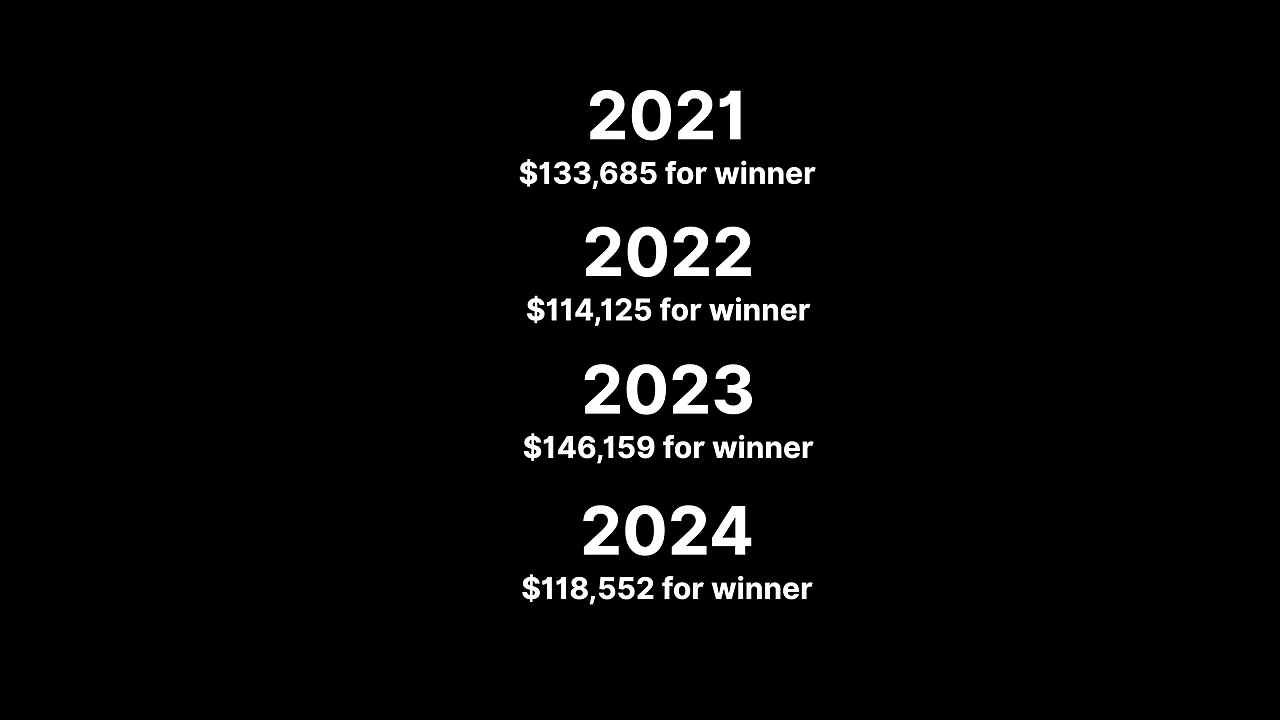 2021
$133,685 for winner
2022
$114,125 for winner
2023
$146,159 for winner
2024
$118,552 for winner